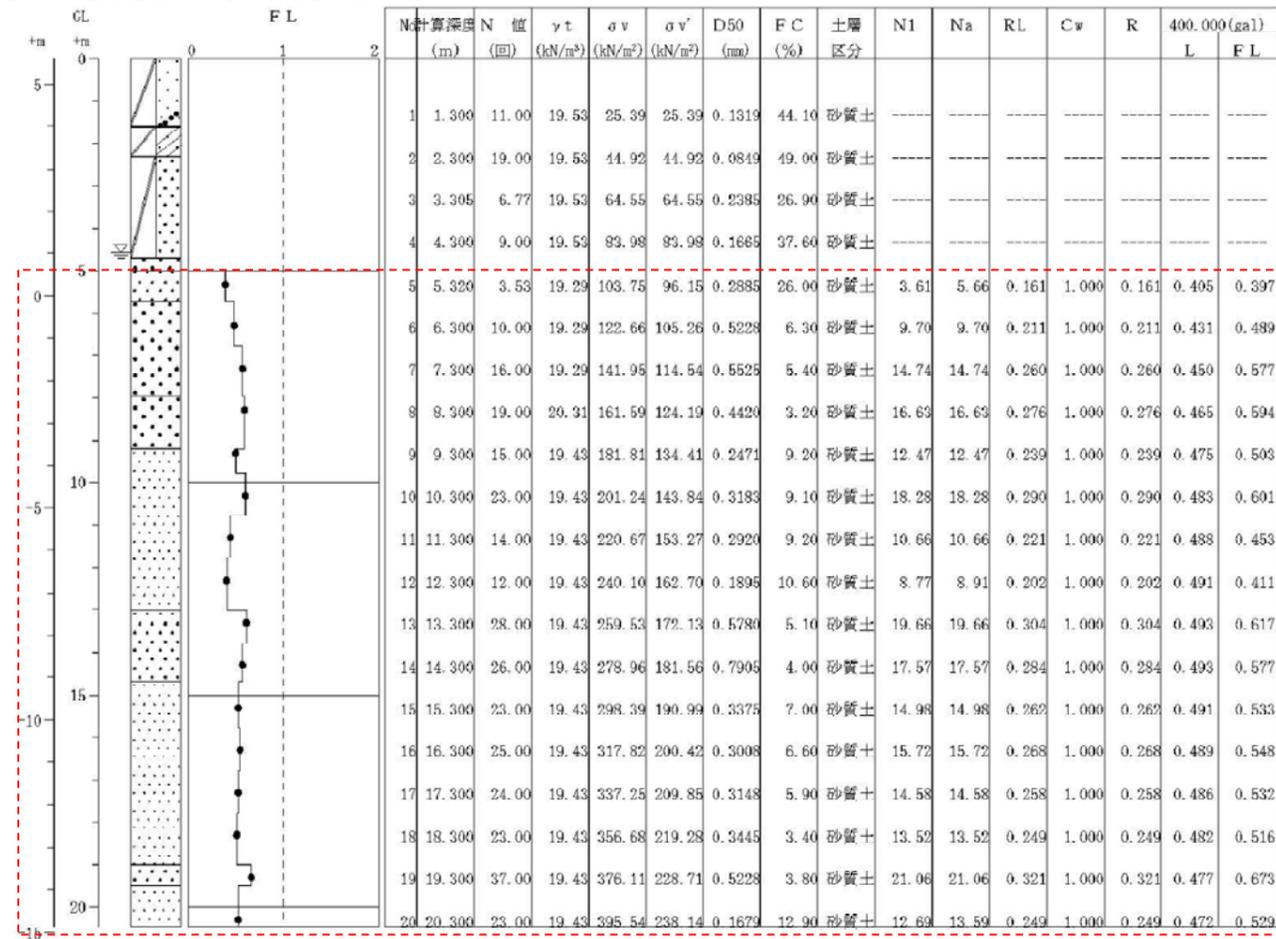 GL FL No 計算深度 N 値 γt σv σv' D50 FC 土層 N1 Na RL Cw R 400.000(gal)
+m +m 0 1 2 (m) (回) (kN/m³) (kN/m²) (kN/m²) (mm) (%) 区分 L FL
0
5
1 1.300 11.00 19.53 25.39 25.39 0.1319 44.10 砂質土 ----- ----- ----- ----- ----- ----- -----
2 2.300 19.00 19.53 44.92 44.92 0.0849 49.00 砂質土 ----- ----- ----- ----- ----- ----- -----
3 3.305 6.77 19.53 64.55 64.55 0.2385 26.90 砂質土 ----- ----- ----- ----- ----- ----- -----
4 4.300 9.00 19.53 83.98 83.98 0.1665 37.60 砂質土 ----- ----- ----- ----- ----- ----- -----
5
0 5 5.320 3.53 19.29 103.75 96.15 0.2885 26.00 砂質土 3.61 5.66 0.161 1.000 0.161 0.405 0.397
6 6.300 10.00 19.29 122.66 105.26 0.5228 6.30 砂質土 9.70 9.70 0.211 1.000 0.211 0.431 0.489
7 7.300 16.00 19.29 141.95 114.54 0.5525 5.40 砂質土 14.74 14.74 0.260 1.000 0.260 0.450 0.577
8 8.300 19.00 20.31 161.59 124.19 0.4420 3.20 砂質土 16.63 16.63 0.276 1.000 0.276 0.465 0.594
9 9.300 15.00 19.43 181.81 134.41 0.2471 9.20 砂質土 12.47 12.47 0.239 1.000 0.239 0.475 0.503
10
-5 10 10.300 23.00 19.43 201.24 143.84 0.3183 9.10 砂質土 18.28 18.28 0.290 1.000 0.290 0.483 0.601
11 11.300 14.00 19.43 220.67 153.27 0.2920 9.20 砂質土 10.66 10.66 0.221 1.000 0.221 0.488 0.453
12 12.300 12.00 19.43 240.10 162.70 0.1895 10.60 砂質土 8.77 8.91 0.202 1.000 0.202 0.491 0.411
13 13.300 28.00 19.43 259.53 172.13 0.5780 5.10 砂質土 19.66 19.66 0.304 1.000 0.304 0.493 0.617
14 14.300 26.00 19.43 278.96 181.56 0.7905 4.00 砂質土 17.57 17.57 0.284 1.000 0.284 0.493 0.577
15
-10 15 15.300 23.00 19.43 298.39 190.99 0.3375 7.00 砂質土 14.98 14.98 0.262 1.000 0.262 0.491 0.533
16 16.300 25.00 19.43 317.82 200.42 0.3008 6.60 砂質土 15.72 15.72 0.268 1.000 0.268 0.489 0.548
17 17.300 24.00 19.43 337.25 209.85 0.3148 5.90 砂質土 14.58 14.58 0.258 1.000 0.258 0.486 0.532
18 18.300 23.00 19.43 356.68 219.28 0.3445 3.40 砂質土 13.52 13.52 0.249 1.000 0.249 0.482 0.516
19 19.300 37.00 19.43 376.11 228.71 0.5228 3.80 砂質土 21.06 21.06 0.321 1.000 0.321 0.477 0.673
20
-15 20 20.300 23.00 19.43 395.54 238.14 0.1679 12.90 砂質土 12.69 13.59 0.249 1.000 0.249 0.472 0.529